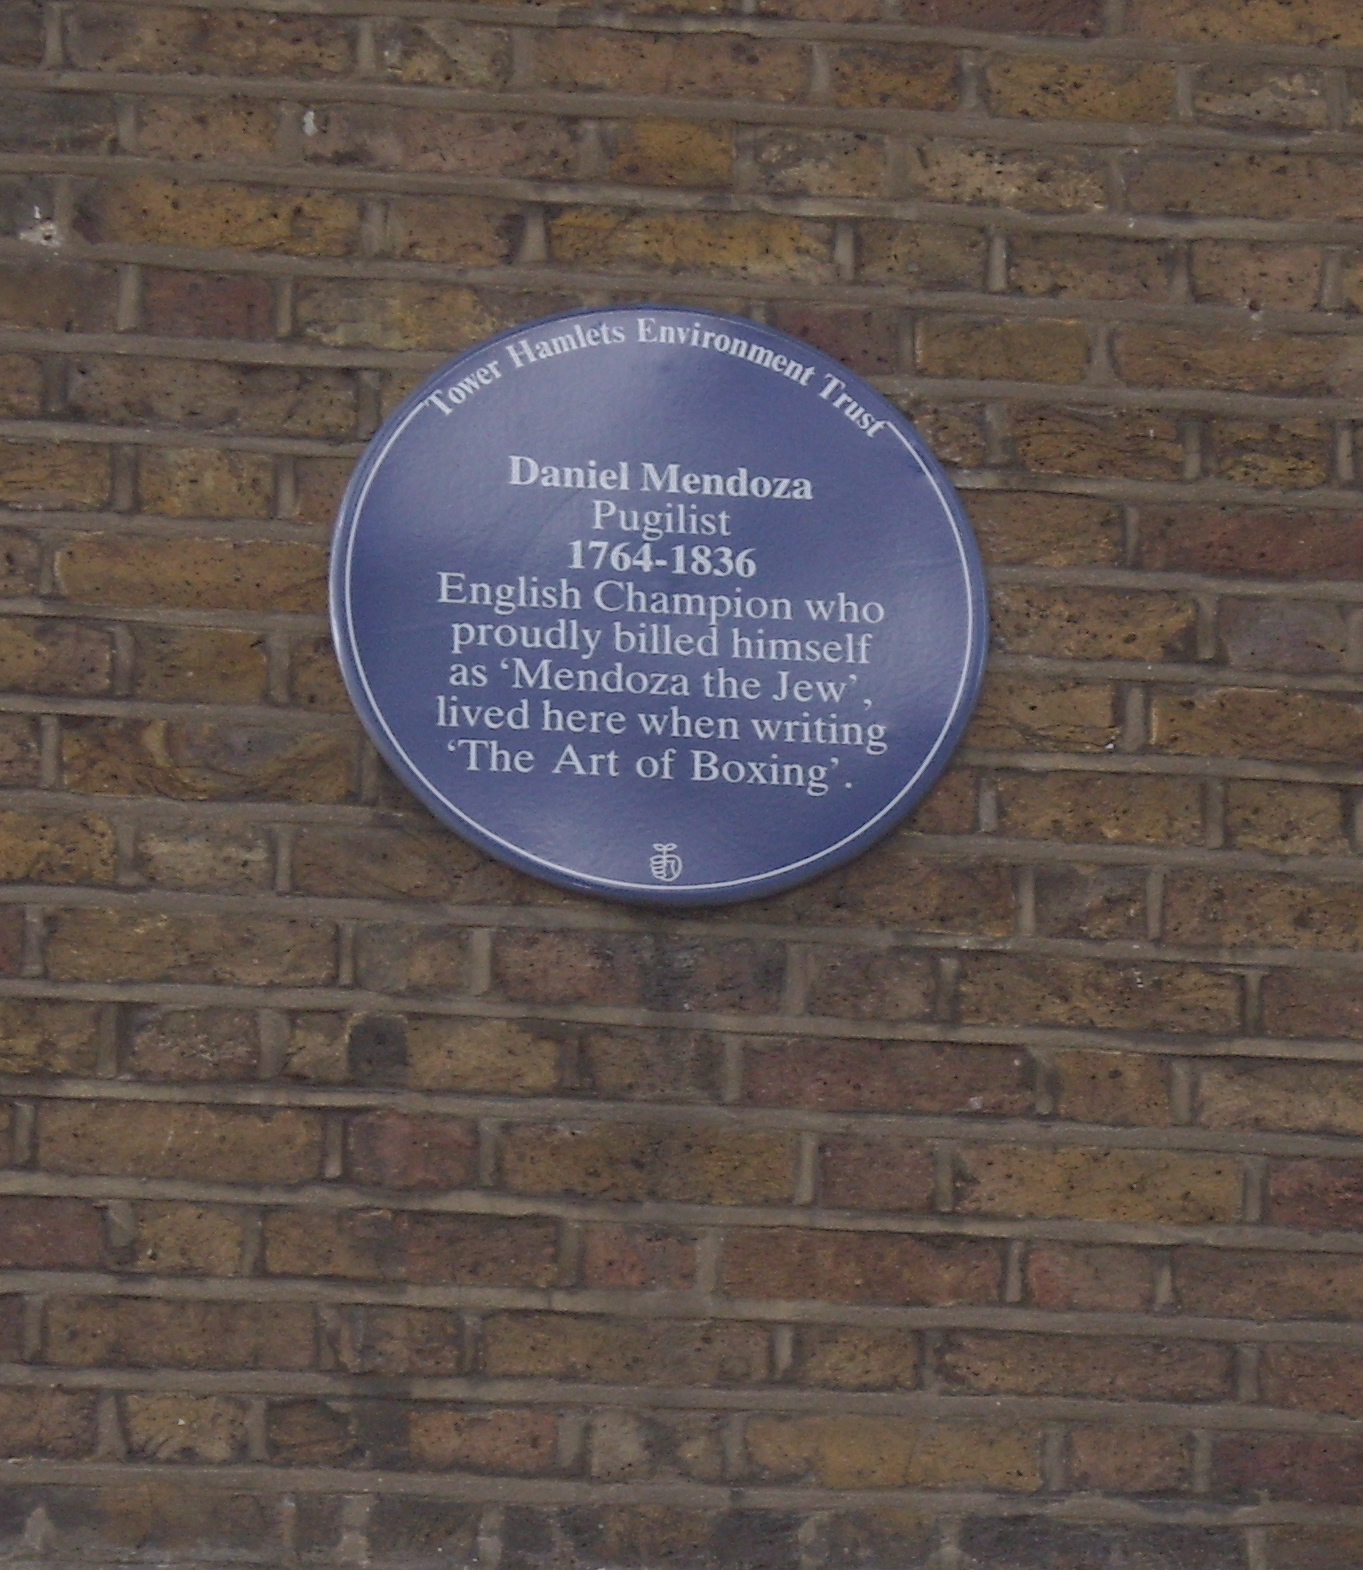 Tower Hamlets Environment Trust
Daniel Mendoza
Pugilist
1764-1836
English Champion who
proudly billed himself
as ‘Mendoza the Jew’,
lived here when writing
‘The Art of Boxing’.